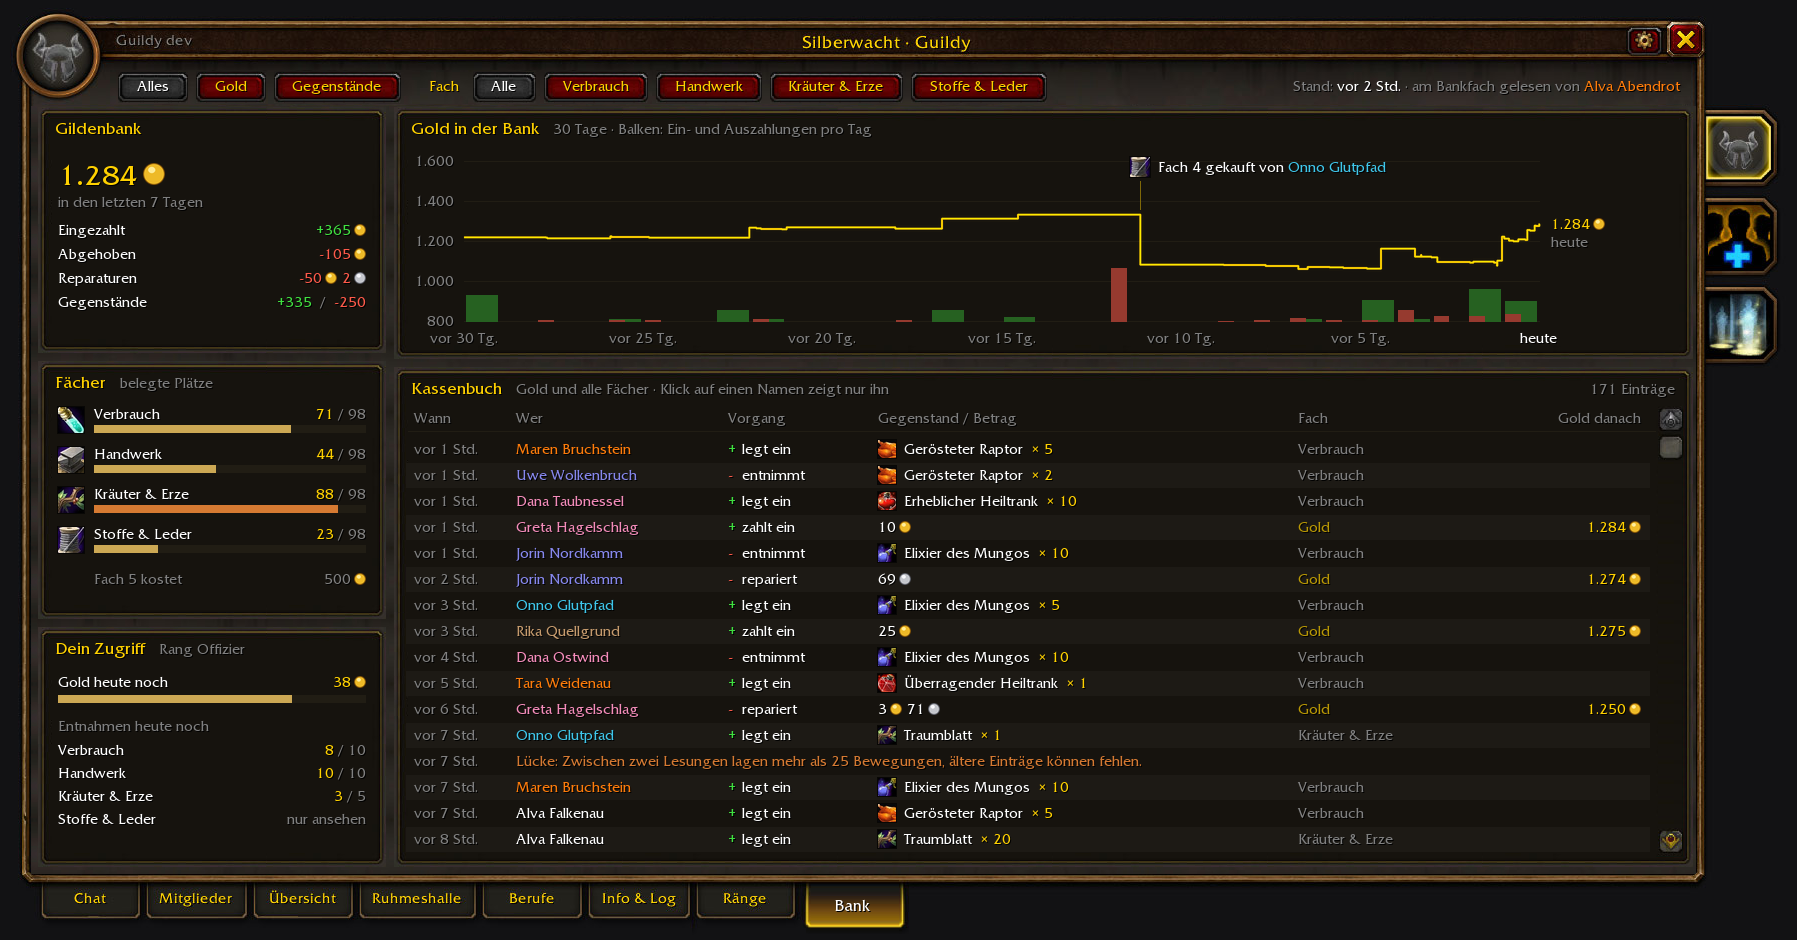 Guildy dev
Silberwacht · Guildy
Alles Gold Gegenstände Fach Alle Verbrauch Handwerk Kräuter & Erze Stoffe & Leder Stand: vor 2 Std. · am Bankfach gelesen von Alva Abendrot
Gildenbank
1.284
in den letzten 7 Tagen
Eingezahlt +365
Abgehoben -105
Reparaturen -50 2
Gegenstände +335 / -250
Gold in der Bank 30 Tage · Balken: Ein- und Auszahlungen pro Tag
1.600
Fach 4 gekauft von Onno Glutpfad
1.400
1.200
1.284
heute
1.000
800
vor 30 Tg. vor 25 Tg. vor 20 Tg. vor 15 Tg. vor 10 Tg. vor 5 Tg. heute
Fächer belegte Plätze
Verbrauch 71 / 98
Handwerk 44 / 98
Kräuter & Erze 88 / 98
Stoffe & Leder 23 / 98
Fach 5 kostet 500
Dein Zugriff Rang Offizier
Gold heute noch 38
Entnahmen heute noch
Verbrauch 8 / 10
Handwerk 10 / 10
Kräuter & Erze 3 / 5
Stoffe & Leder nur ansehen
Kassenbuch Gold und alle Fächer · Klick auf einen Namen zeigt nur ihn 171 Einträge
Wann Wer Vorgang Gegenstand / Betrag Fach Gold danach
vor 1 Std. Maren Bruchstein + legt ein Gerösteter Raptor × 5 Verbrauch
vor 1 Std. Uwe Wolkenbruch - entnimmt Gerösteter Raptor × 2 Verbrauch
vor 1 Std. Dana Taubnessel + legt ein Erheblicher Heiltrank × 10 Verbrauch
vor 1 Std. Greta Hagelschlag + zahlt ein 10 Gold 1.284
vor 1 Std. Jorin Nordkamm - entnimmt Elixier des Mungos × 10 Verbrauch
vor 2 Std. Jorin Nordkamm - repariert 69 Gold 1.274
vor 3 Std. Onno Glutpfad + legt ein Elixier des Mungos × 5 Verbrauch
vor 3 Std. Rika Quellgrund + zahlt ein 25 Gold 1.275
vor 4 Std. Dana Ostwind - entnimmt Elixier des Mungos × 10 Verbrauch
vor 5 Std. Tara Weidenau + legt ein Überragender Heiltrank × 1 Verbrauch
vor 6 Std. Greta Hagelschlag - repariert 3 71 Gold 1.250
vor 7 Std. Onno Glutpfad + legt ein Traumblatt × 1 Kräuter & Erze
vor 7 Std. Lücke: Zwischen zwei Lesungen lagen mehr als 25 Bewegungen, ältere Einträge können fehlen.
vor 7 Std. Maren Bruchstein + legt ein Elixier des Mungos × 10 Verbrauch
vor 7 Std. Alva Falkenau + legt ein Gerösteter Raptor × 5 Verbrauch
vor 8 Std. Alva Falkenau + legt ein Traumblatt × 20 Kräuter & Erze
Chat Mitglieder Übersicht Ruhmeshalle Berufe Info & Log Ränge Bank